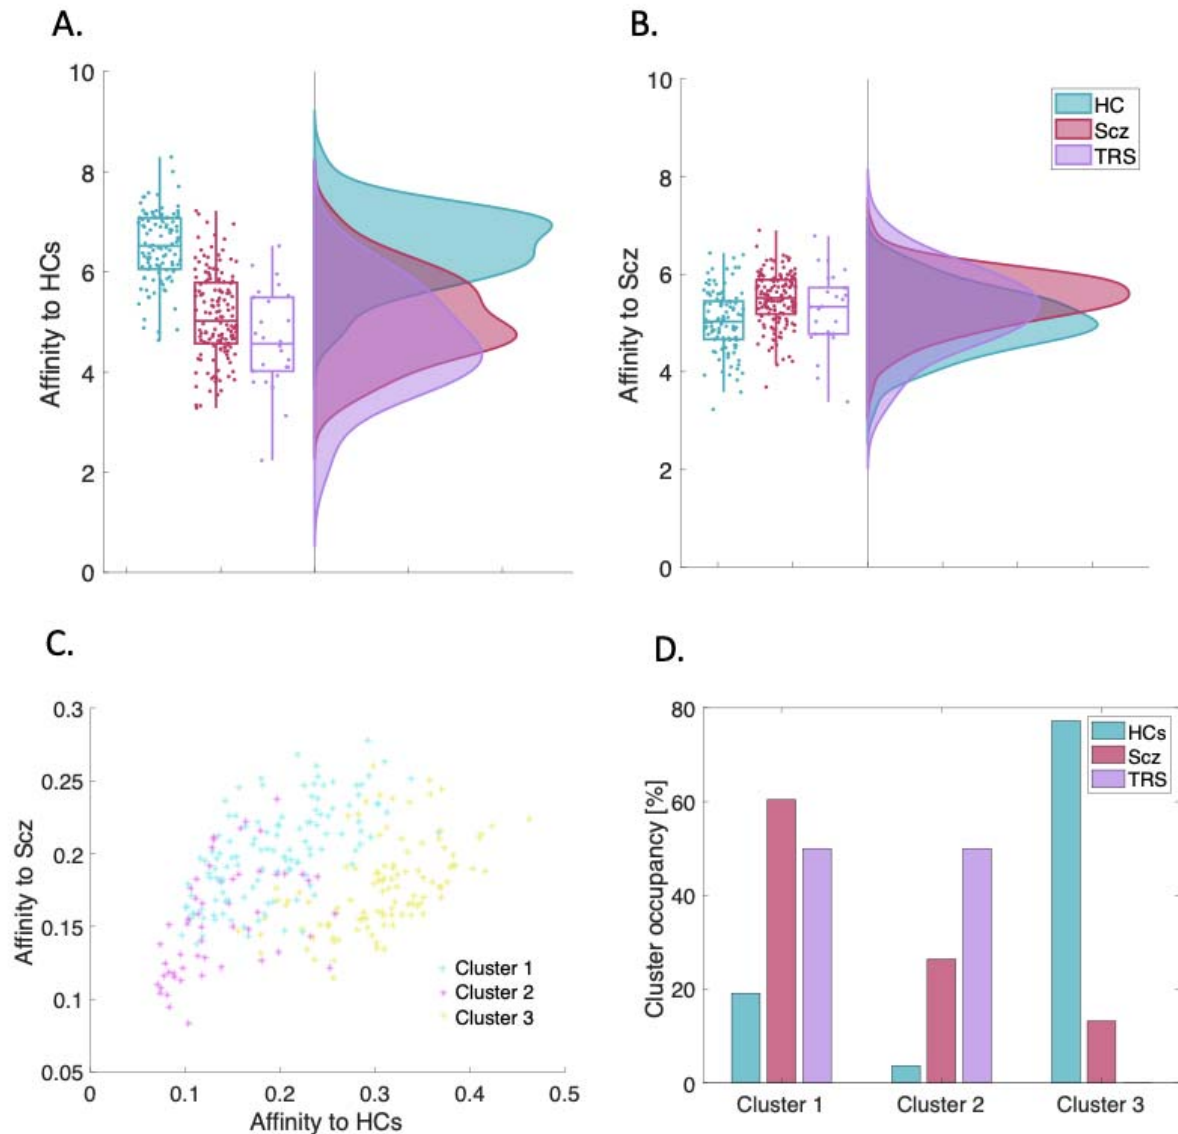 A.
10
8
6
4
2
0
Affinity to HCs
B.
10
8
6
4
2
0
Affinity to Scz
HC
Scz
TRS
C.
0.3
0.25
0.2
0.15
0.1
0.05
0
0.1
0.2
0.3
0.4
0.5
Affinity to Scz
Affinity to HCs
Cluster 1
Cluster 2
Cluster 3
D.
80
60
40
20
0
Cluster occupancy [%]
HCs
Scz
TRS
Cluster 1
Cluster 2
Cluster 3